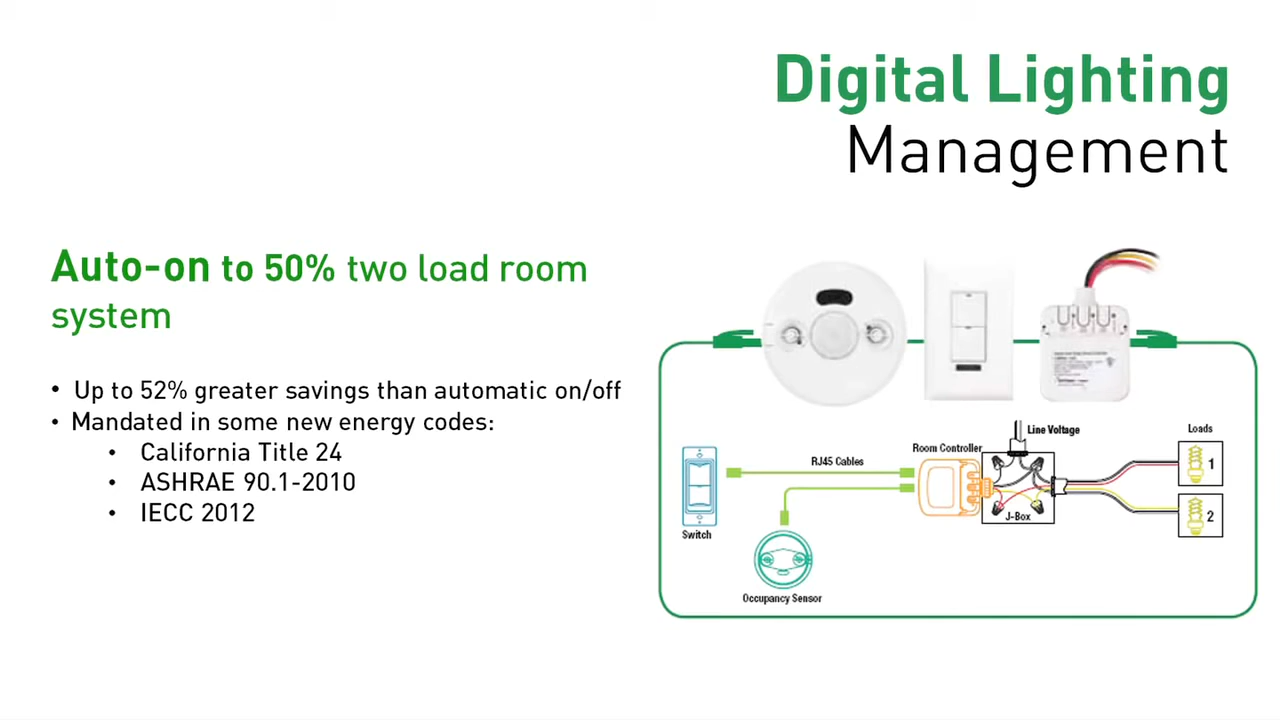 Digital Lighting
Management
Auto-on to 50% two load room
system
• Up to 52% greater savings than automatic on/off
• Mandated in some new energy codes:
• California Title 24
• ASHRAE 90.1-2010
• IECC 2012
Line Voltage
Loads
Room Controller
RJ45 Cables
1
J-Box
2
Switch
Occupancy Sensor